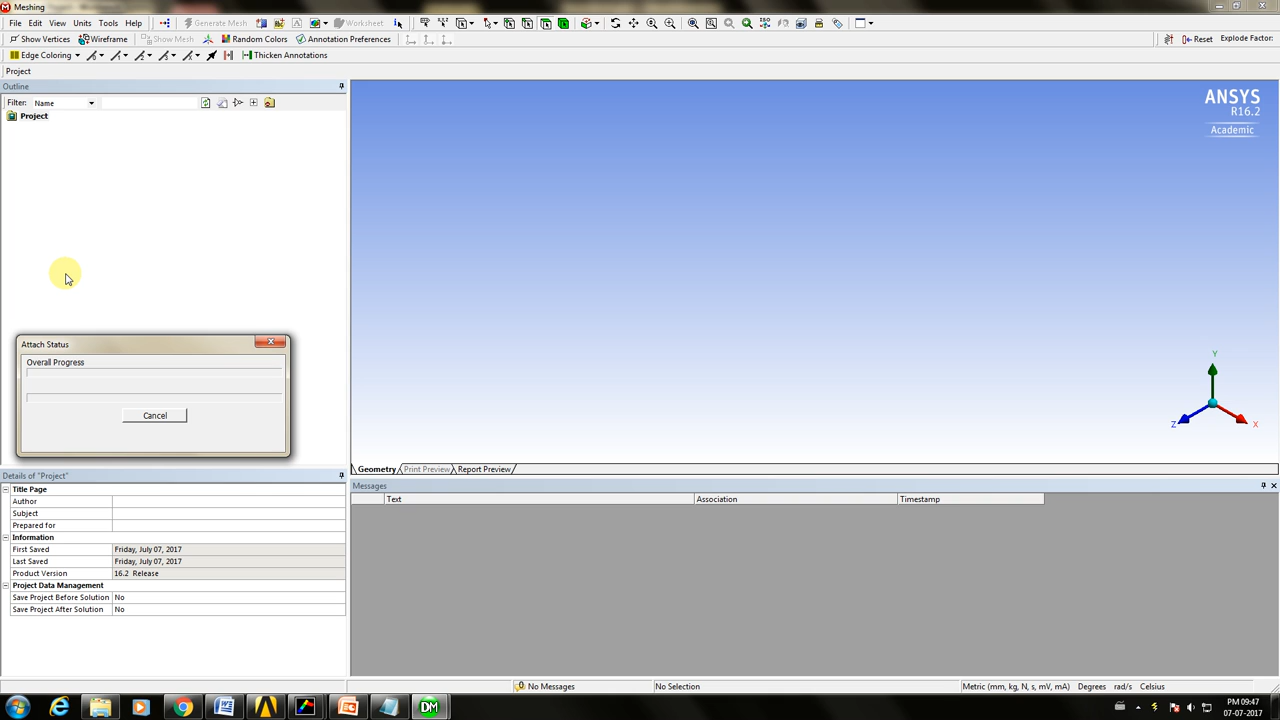 Meshing
File Edit View Units Tools Help Generate Mesh Worksheet
Show Vertices Wireframe Show Mesh Random Colors Annotation Preferences Reset Explode Factor:
Edge Coloring Thicken Annotations
Project
Outline
Filter: Name
Project
ANSYS
R16.2
Academic
Attach Status
Overall Progress
Cancel
Y
Z
X
Geometry Print Preview Report Preview
Details of "Project"
Title Page
Author
Subject
Prepared for
Information
First Saved Friday, July 07, 2017
Last Saved Friday, July 07, 2017
Product Version 16.2 Release
Project Data Management
Save Project Before Solution No
Save Project After Solution No
Messages
Text Association Timestamp
No Messages No Selection Metric (mm, kg, N, s, mV, mA) Degrees rad/s Celsius
PM 09:47
07-07-2017